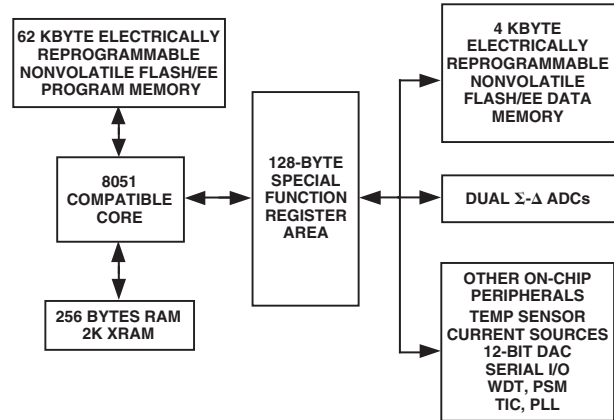 62 KBYTE ELECTRICALLY
REPROGRAMMABLE
NONVOLATILE FLASH/EE
PROGRAM MEMORY
8051
COMPATIBLE
CORE
256 BYTES RAM
2K XRAM
128-BYTE
SPECIAL
FUNCTION
REGISTER
AREA
4 KBYTE
ELECTRICALLY
REPROGRAMMABLE
NONVOLATILE
FLASH/EE DATA
MEMORY
DUAL Σ-Δ ADCs
OTHER ON-CHIP
PERIPHERALS
TEMP SENSOR
CURRENT SOURCES
12-BIT DAC
SERIAL I/O
WDT, PSM
TIC, PLL